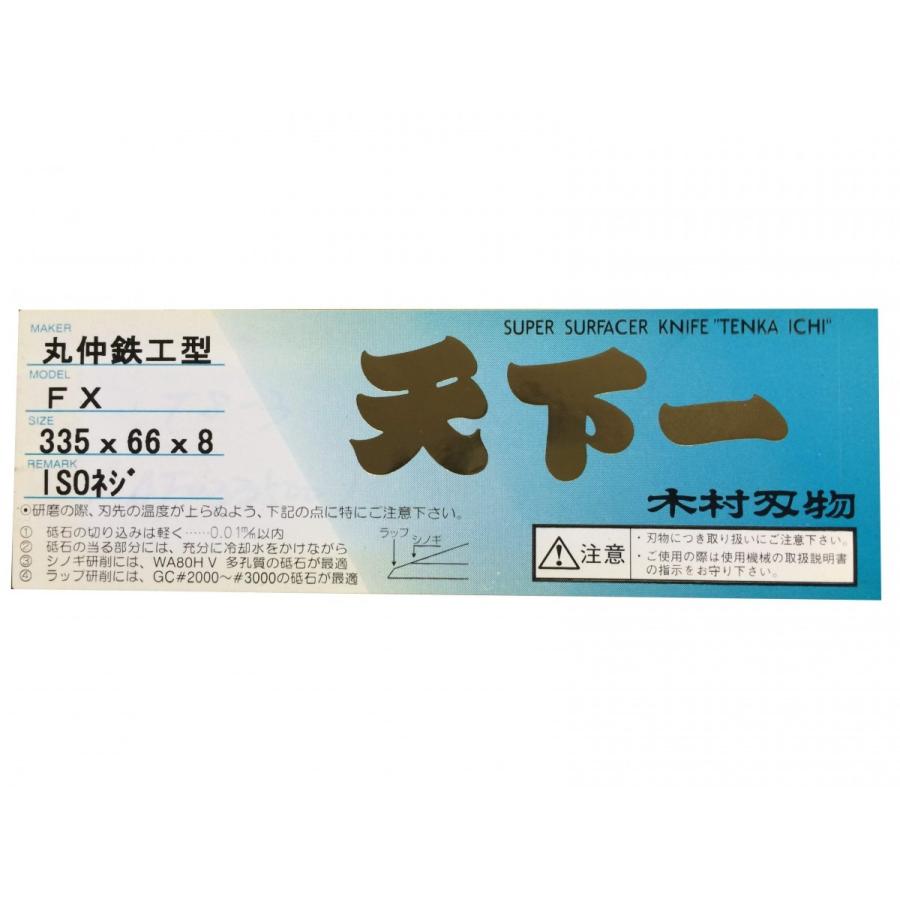 MAKER
丸仲鉄工型
MODEL
FX
SIZE
335 x 66 x 8
REMARK
ISOネジ
SUPER SURFACER KNIFE "TENKA ICHI"
天下一
木村刃物
◉研磨の際、刃先の温度が上らぬよう、下記の点に特にご注意下さい。
① 砥石の切り込みは軽く……0.01㎜以内
② 砥石の当る部分には、充分に冷却水をかけながら
③ シノギ研削には、WA80HV 多孔質の砥石が最適
④ ラップ研削には、GC#2000～#3000の砥石が最適
ラップ
シノギ
注意
・刃物につき取り扱いにご注意下さい。
・ご使用の際は使用機械の取扱説明書
の指示をお守り下さい。